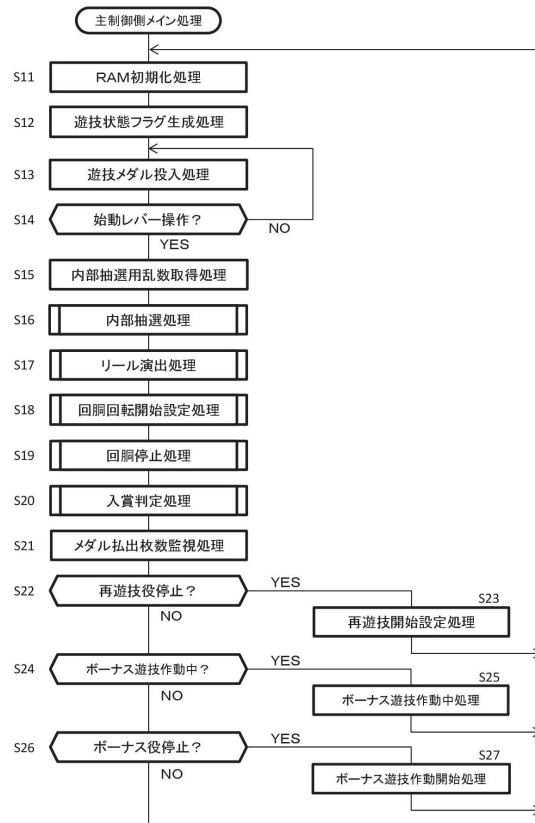 主制御側メイン処理
S11
RAM初期化処理
S12
遊技状態フラグ生成処理
S13
遊技メダル投入処理
S14
始動レバー操作？
NO
YES
S15
内部抽選用乱数取得処理
S16
内部抽選処理
S17
リール演出処理
S18
回胴回転開始設定処理
S19
回胴停止処理
S20
入賞判定処理
S21
メダル払出枚数監視処理
S22
再遊技役停止？
YES
NO
S23
再遊技開始設定処理
S24
ボーナス遊技作動中？
YES
NO
S25
ボーナス遊技作動中処理
S26
ボーナス役停止？
YES
NO
S27
ボーナス遊技作動開始処理